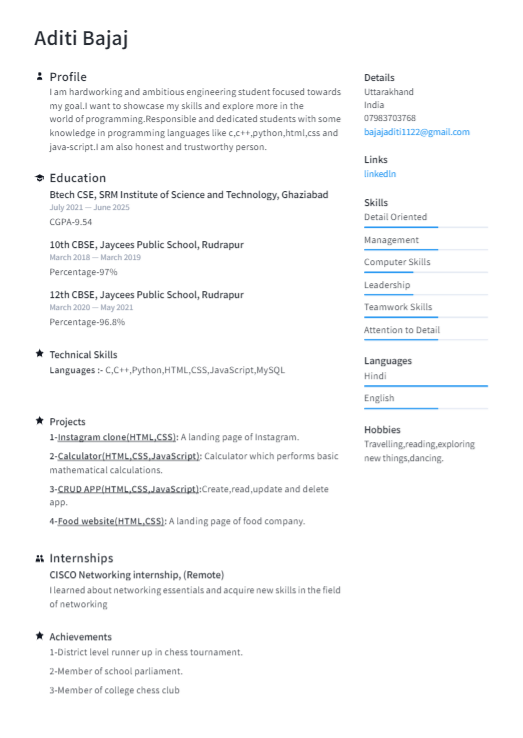 Aditi Bajaj
Profile
I am hardworking and ambitious engineering student focused towards
my goal.I want to showcase my skills and explore more in the
world of programming.Responsible and dedicated students with some
knowledge in programming languages like c,c++,python,html,css and
java-script.I am also honest and trustworthy person.
Education
Btech CSE, SRM Institute of Science and Technology, Ghaziabad
July 2021 — June 2025
CGPA-9.54
10th CBSE, Jaycees Public School, Rudrapur
March 2018 — March 2019
Percentage-97%
12th CBSE, Jaycees Public School, Rudrapur
March 2020 — May 2021
Percentage-96.8%
Technical Skills
Languages :- C,C++,Python,HTML,CSS,JavaScript,MySQL
Projects
1-Instagram clone(HTML,CSS): A landing page of Instagram.
2-Calculator(HTML,CSS,JavaScript): Calculator which performs basic
mathematical calculations.
3-CRUD APP(HTML,CSS,JavaScript):Create,read,update and delete
app.
4-Food website(HTML,CSS): A landing page of food company.
Internships
CISCO Networking internship, (Remote)
I learned about networking essentials and acquire new skills in the field
of networking
Achievements
1-District level runner up in chess tournament.
2-Member of school parliament.
3-Member of college chess club
Details
Uttarakhand
India
07983703768
bajajaditi1122@gmail.com
Links
linkedIn
Skills
Detail Oriented
Management
Computer Skills
Leadership
Teamwork Skills
Attention to Detail
Languages
Hindi
English
Hobbies
Travelling,reading,exploring
new things,dancing.